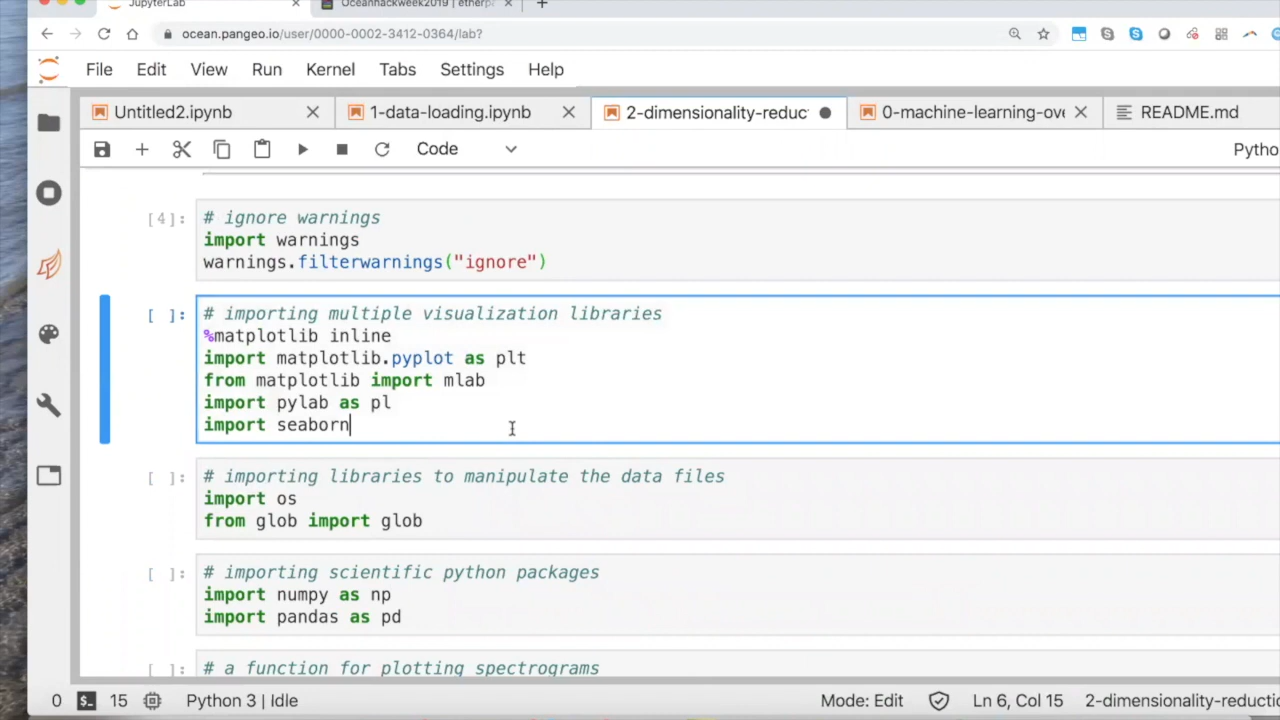 JupyterLab
Oceanhackweek2019 | etherpa
ocean.pangeo.io/user/0000-0002-3412-0364/lab?
File Edit View Run Kernel Tabs Settings Help
Untitled2.ipynb
1-data-loading.ipynb
2-dimensionality-reduc
0-machine-learning-ove
README.md
Code
Pytho
[4]:
# ignore warnings
import warnings
warnings.filterwarnings("ignore")
[ ]:
# importing multiple visualization libraries
%matplotlib inline
import matplotlib.pyplot as plt
from matplotlib import mlab
import pylab as pl
import seaborn
[ ]:
# importing libraries to manipulate the data files
import os
from glob import glob
[ ]:
# importing scientific python packages
import numpy as np
import pandas as pd
[ ]:
# a function for plotting spectrograms
0 $_ 15 Python 3 | Idle Mode: Edit Ln 6, Col 15 2-dimensionality-reductio